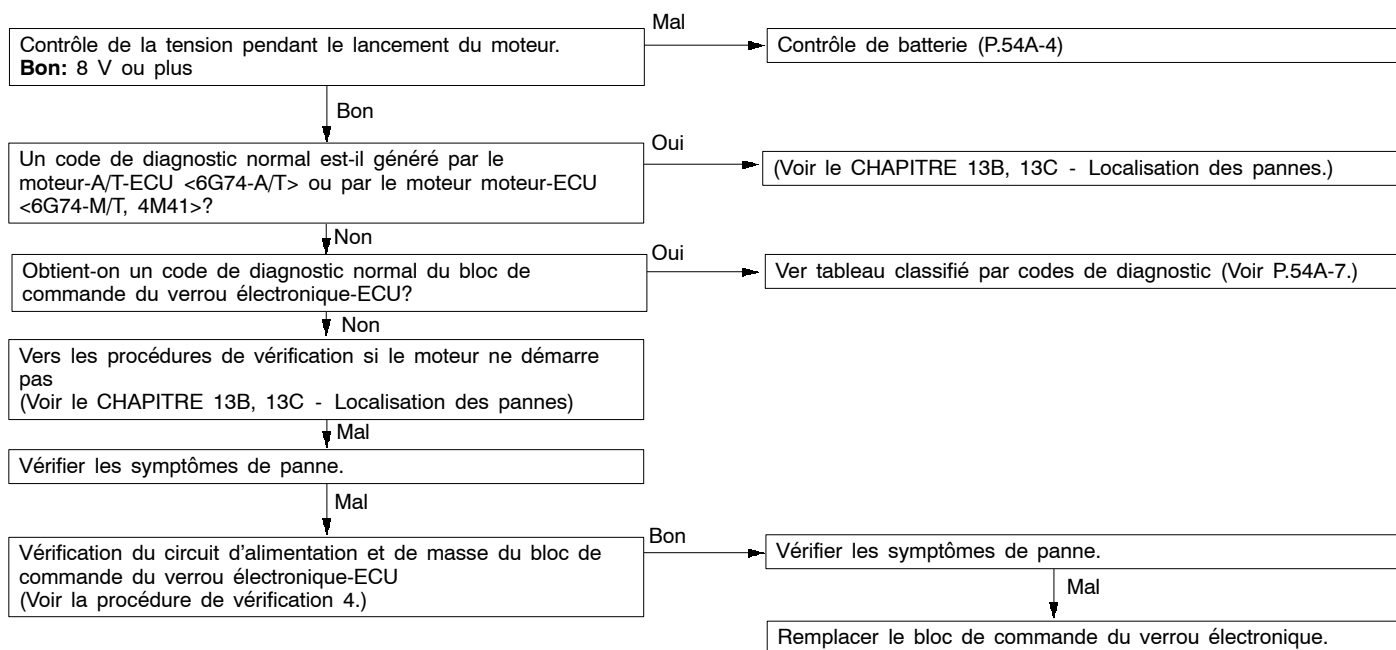 Mal
Contrôle de la tension pendant le lancement du moteur.
Bon: 8 V ou plus
Contrôle de batterie (P.54A-4)
Bon
Oui
Un code de diagnostic normal est-il généré par le
moteur-A/T-ECU <6G74-A/T> ou par le moteur moteur-ECU
<6G74-M/T, 4M41>?
(Voir le CHAPITRE 13B, 13C - Localisation des pannes.)
Non
Oui
Obtient-on un code de diagnostic normal du bloc de
commande du verrou électronique-ECU?
Ver tableau classifié par codes de diagnostic (Voir P.54A-7.)
Non
Vers les procédures de vérification si le moteur ne démarre
pas
(Voir le CHAPITRE 13B, 13C - Localisation des pannes)
Mal
Vérifier les symptômes de panne.
Mal
Bon
Vérification du circuit d'alimentation et de masse du bloc de
commande du verrou électronique-ECU
(Voir la procédure de vérification 4.)
Vérifier les symptômes de panne.
Mal
Remplacer le bloc de commande du verrou électronique.